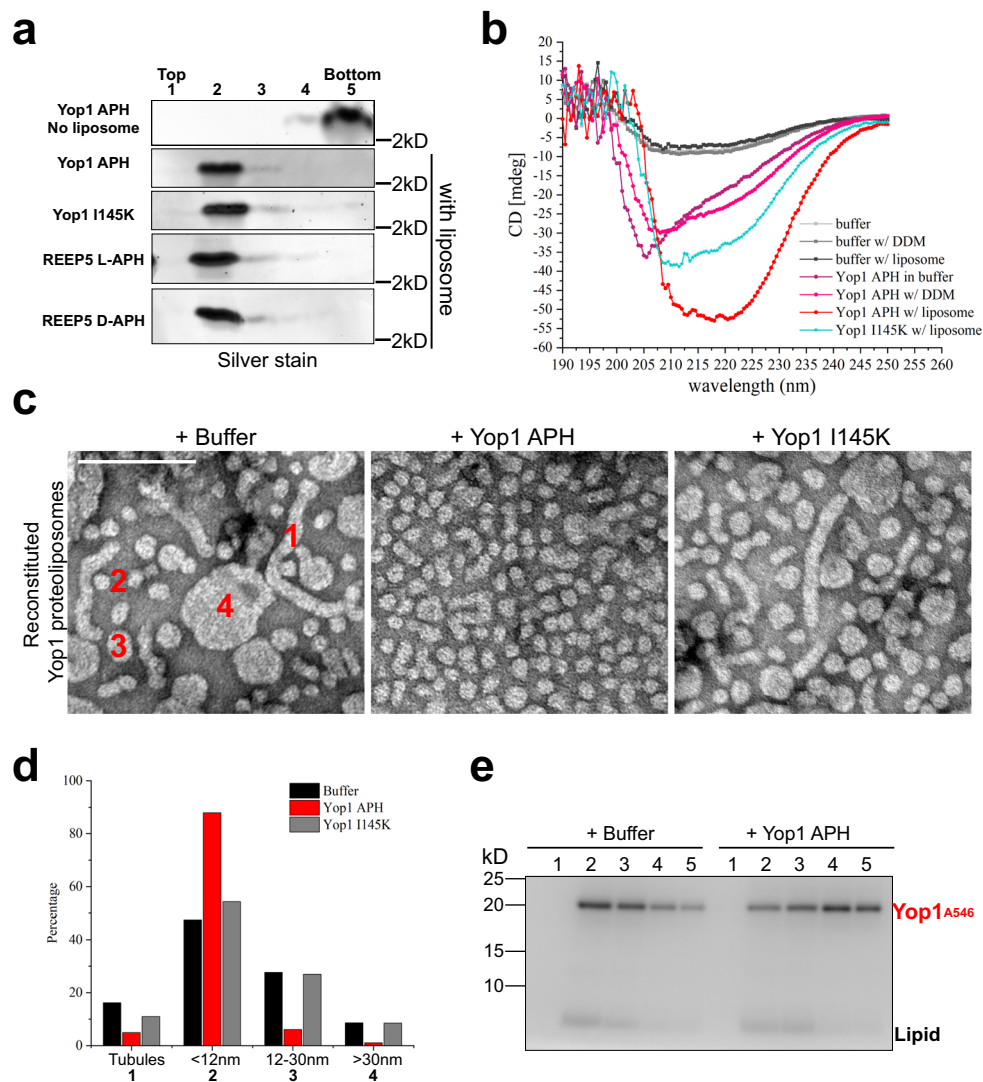 a
Top
Bottom
1 2 3 4 5
Yop1 APH
No liposome
2kD
Yop1 APH
2kD
Yop1 I145K
2kD
REEP5 L-APH
2kD
REEP5 D-APH
2kD
with liposome
Silver stain
b
20
15
10
5
0
-5
-10
-15
-20
-25
-30
-35
-40
-45
-50
-55
-60
CD [mdeg]
buffer
buffer w/ DDM
buffer w/ liposome
Yop1 APH in buffer
Yop1 APH w/ DDM
Yop1 APH w/ liposome
Yop1 I145K w/ liposome
190 195 200 205 210 215 220 225 230 235 240 245 250 260
wavelength (nm)
c
+ Buffer
+ Yop1 APH
+ Yop1 I145K
Reconstituted
Yop1 proteoliposomes
1
2
3
4
d
100
80
60
40
20
0
Percentage
Buffer
Yop1 APH
Yop1 I145K
Tubules <12nm 12-30nm >30nm
1 2 3 4
e
+ Buffer + Yop1 APH
kD 1 2 3 4 5 1 2 3 4 5
25
20
15
10
Yop1A546
Lipid